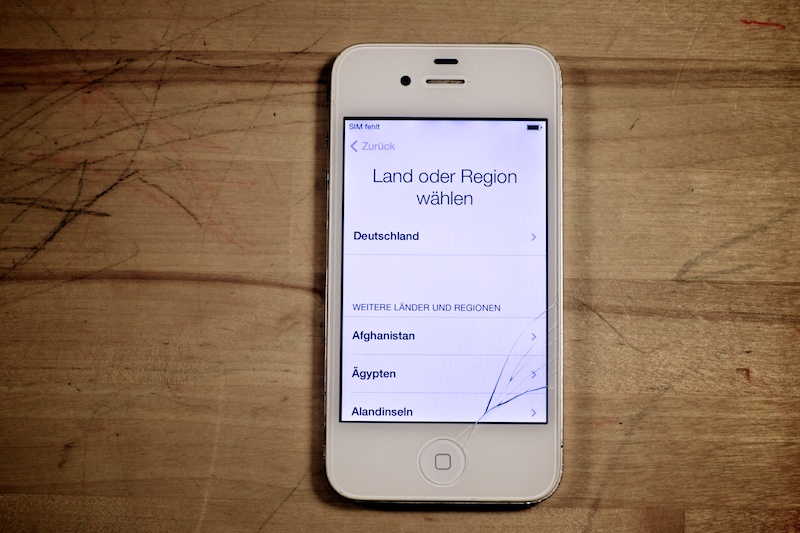 SIM fehlt
Zurück
Land oder Region
wählen
Deutschland
WEITERE LÄNDER UND REGIONEN
Afghanistan
Ägypten
Alandinseln